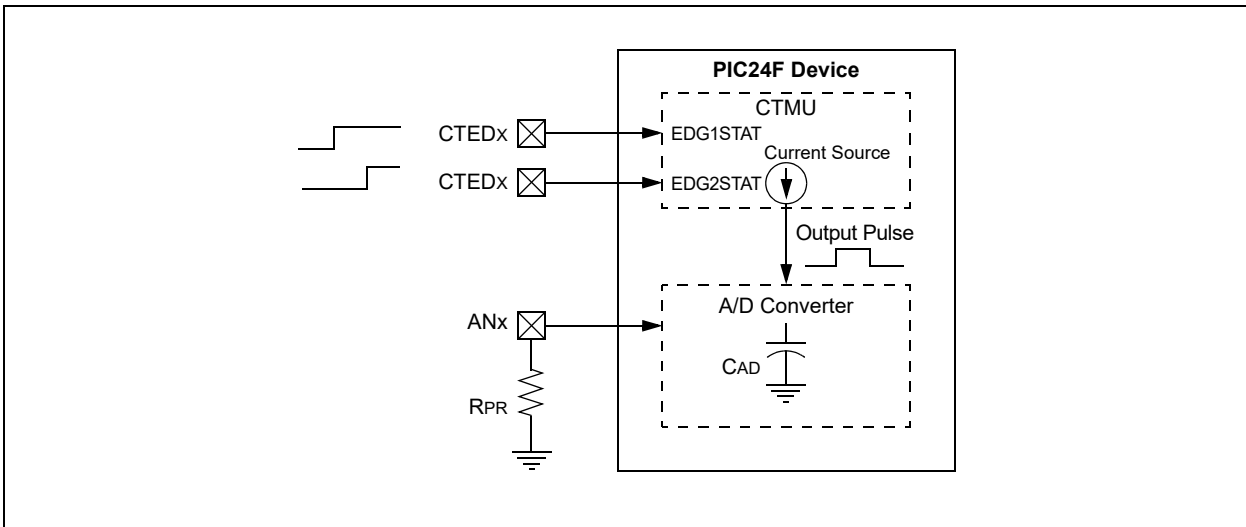 PIC24F Device
CTMU
CTEDX
EDG1STAT
Current Source
CTEDX
EDG2STAT
Output Pulse
A/D Converter
ANx
CAD
RPR